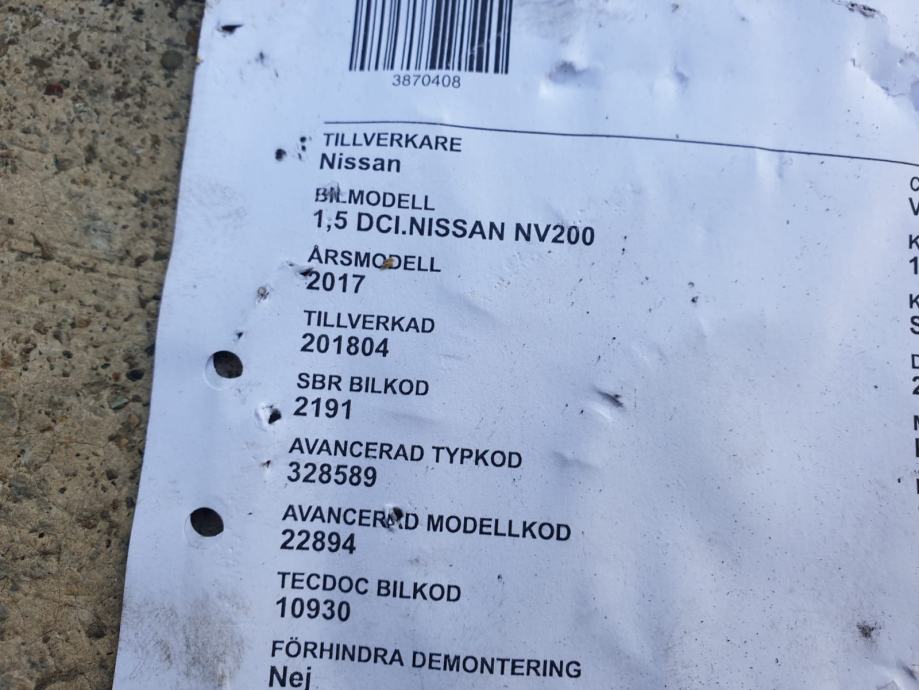 3870408
TILLVERKARE
Nissan
BILMODELL
1,5 DCI.NISSAN NV200
ÅRSMODELL
2017
TILLVERKAD
201804
SBR BILKOD
2191
AVANCERAD TYPKOD
328589
AVANCERAD MODELLKOD
22894
TECDOC BILKOD
10930
FÖRHINDRA DEMONTERING
Nej